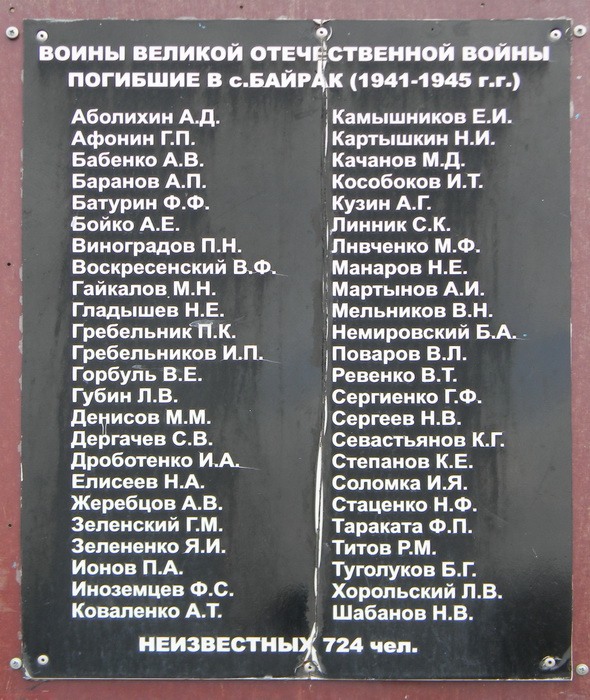 ВОИНЫ ВЕЛИКОЙ ОТЕЧЕСТВЕННОЙ ВОЙНЫ
ПОГИБШИЕ В с.БАЙРАК (1941-1945 г.г.)
Аболихин А.Д.
Афонин Г.П.
Бабенко А.В.
Баранов А.П.
Батурин Ф.Ф.
Бойко А.Е.
Виноградов П.Н.
Воскресенский В.Ф.
Гайкалов М.Н.
Гладышев Н.Е.
Гребельник П.К.
Гребельников И.П.
Горбуль В.Е.
Губин Л.В.
Денисов М.М.
Дергачев С.В.
Дроботенко И.А.
Елисеев Н.А.
Жеребцов А.В.
Зеленский Г.М.
Зелененко Я.И.
Ионов П.А.
Иноземцев Ф.С.
Коваленко А.Т.
Камышников Е.И.
Картышкин Н.И.
Качанов М.Д.
Кособоков И.Т.
Кузин А.Г.
Линник С.К.
Лнвченко М.Ф.
Манаров Н.Е.
Мартынов А.И.
Мельников В.Н.
Немировский Б.А.
Поваров В.Л.
Ревенко В.Т.
Сергиенко Г.Ф.
Сергеев Н.В.
Севастьянов К.Г.
Степанов К.Е.
Соломка И.Я.
Стаценко Н.Ф.
Тараката Ф.П.
Титов Р.М.
Туголуков Б.Г.
Хорольский Л.В.
Шабанов Н.В.
НЕИЗВЕСТНЫХ 724 чел.